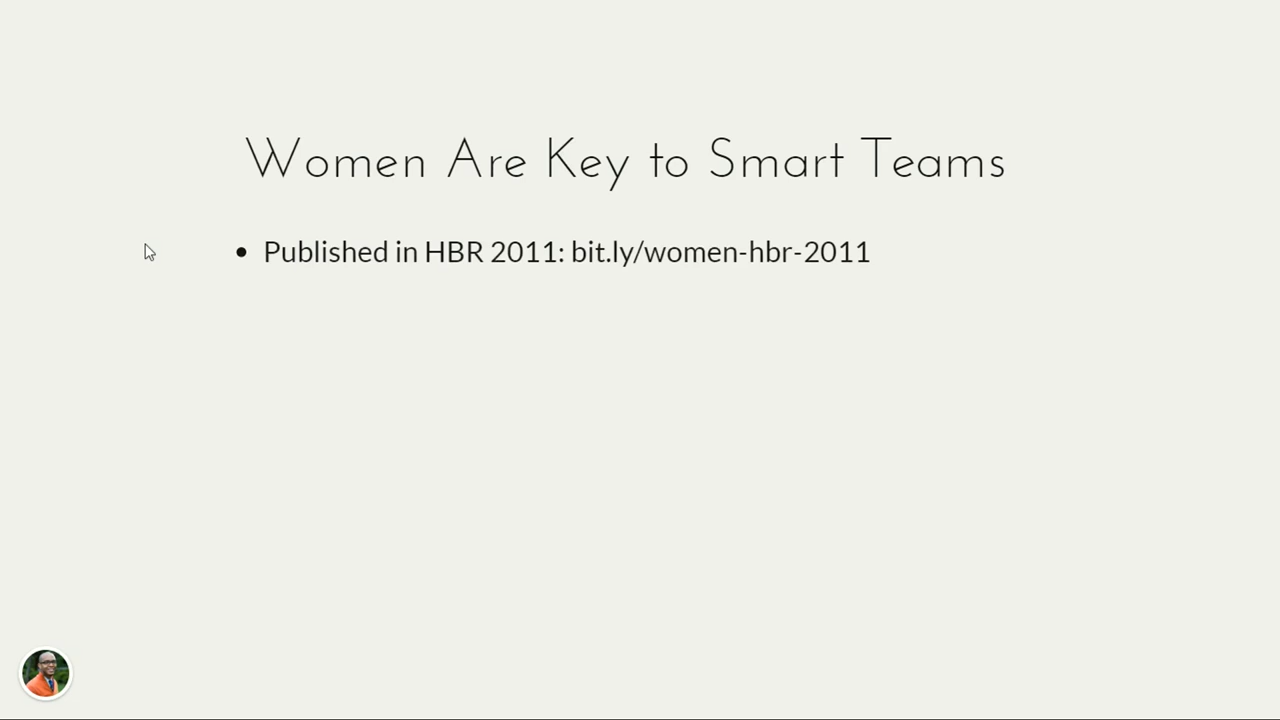 Women Are Key to Smart Teams
• Published in HBR 2011: bit.ly/women-hbr-2011